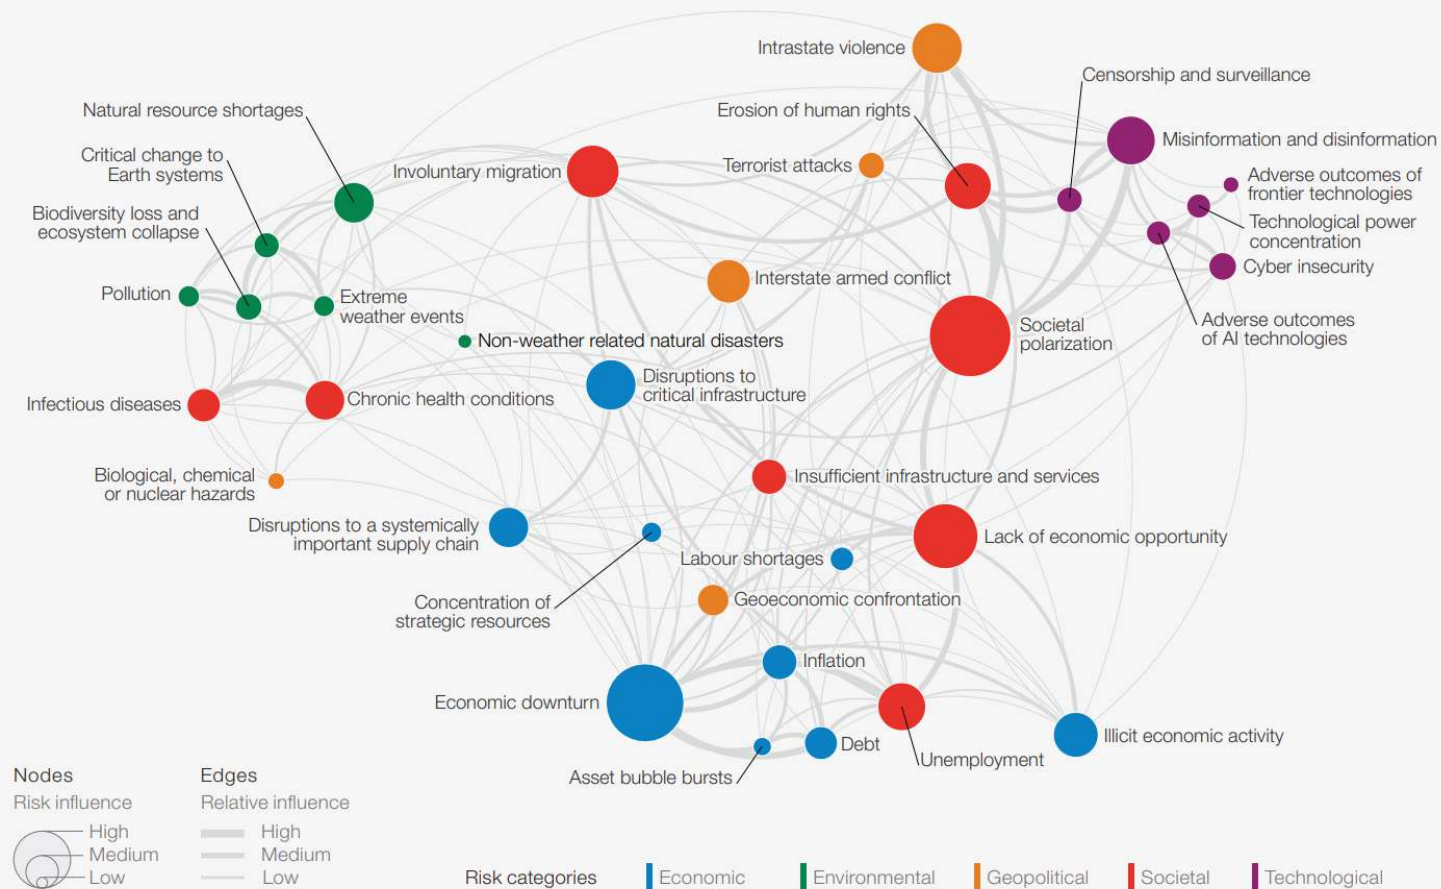 Intrastate violence
Censorship and surveillance
Natural resource shortages
Erosion of human rights
Misinformation and disinformation
Critical change to
Earth systems
Involuntary migration
Terrorist attacks
Adverse outcomes of
frontier technologies
Biodiversity loss and
ecosystem collapse
Technological power
concentration
Cyber insecurity
Interstate armed conflict
Pollution
Extreme
weather events
Societal
polarization
Adverse outcomes
of AI technologies
Non-weather related natural disasters
Disruptions to
critical infrastructure
Infectious diseases
Chronic health conditions
Biological, chemical
or nuclear hazards
Insufficient infrastructure and services
Disruptions to a systemically
important supply chain
Lack of economic opportunity
Labour shortages
Concentration of
strategic resources
Geoeconomic confrontation
Inflation
Economic downturn
Illicit economic activity
Debt
Unemployment
Asset bubble bursts
Nodes
Risk influence
High
Medium
Low
Edges
Relative influence
High
Medium
Low
Risk categories
Economic
Environmental
Geopolitical
Societal
Technological